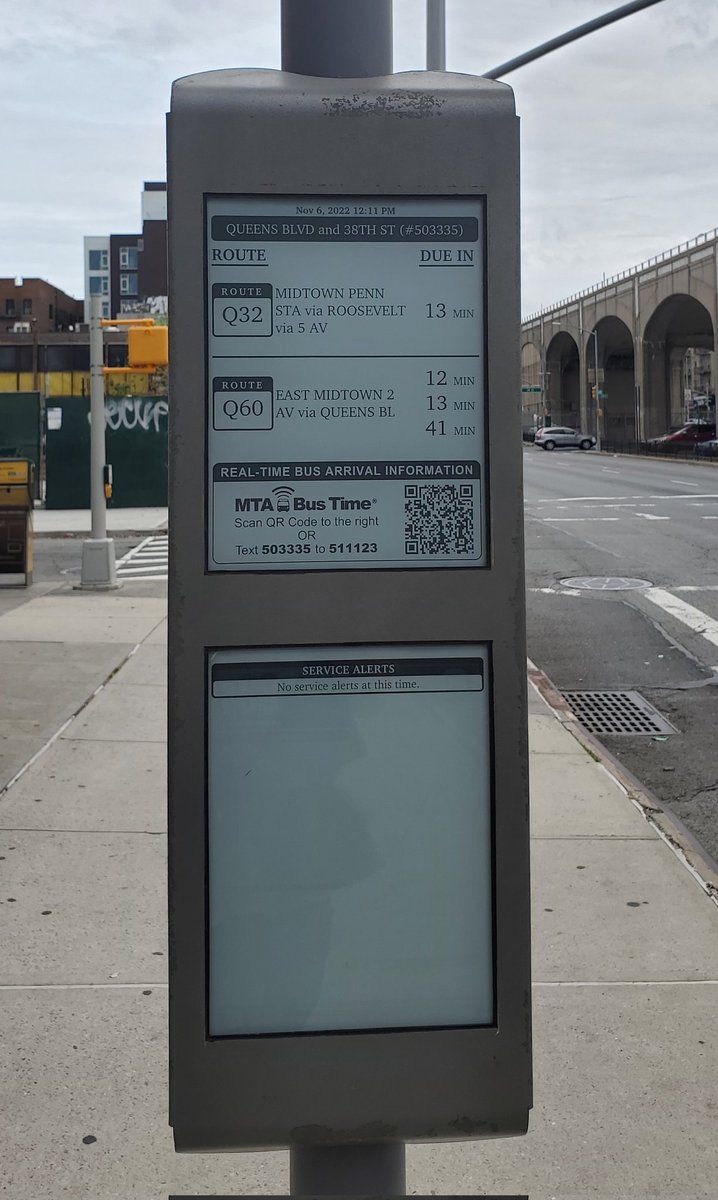 Nov 6, 2022 12:11 PM
QUEENS BLVD and 38TH ST (#503335)
ROUTE DUE IN
ROUTE
Q32
MIDTOWN PENN
STA via ROOSEVELT
via 5 AV
13 MIN
ROUTE
Q60
EAST MIDTOWN 2
AV via QUEENS BL
12 MIN
13 MIN
41 MIN
REAL-TIME BUS ARRIVAL INFORMATION
MTA Bus Time®
Scan QR Code to the right
OR
Text 503335 to 511123
SERVICE ALERTS
No service alerts at this time.